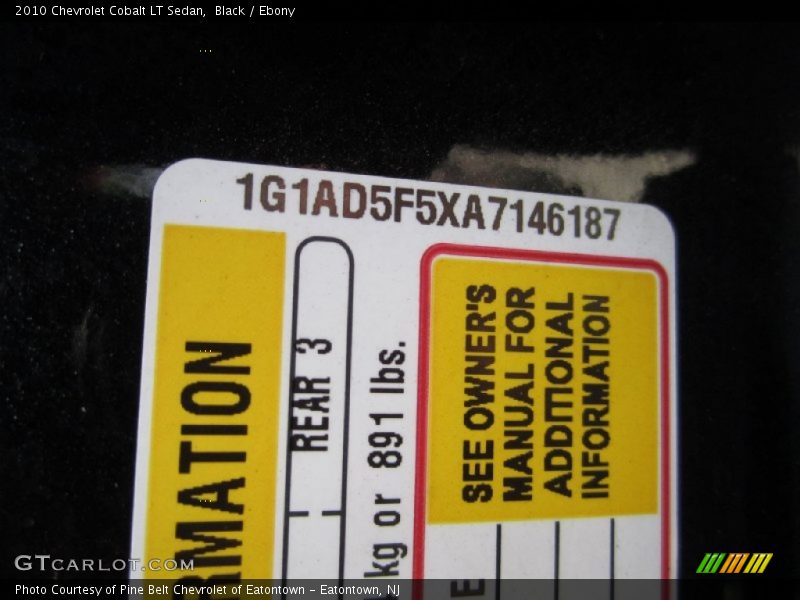 2010 Chevrolet Cobalt LT Sedan,  Black / Ebony
1G1AD5F5XA7146187
RMATION
REAR 3
kg or 891 lbs.
SEE OWNER'S
MANUAL FOR
ADDITIONAL
INFORMATION
E
GTCARLOT.COM
Photo Courtesy of Pine Belt Chevrolet of Eatontown – Eatontown, NJ